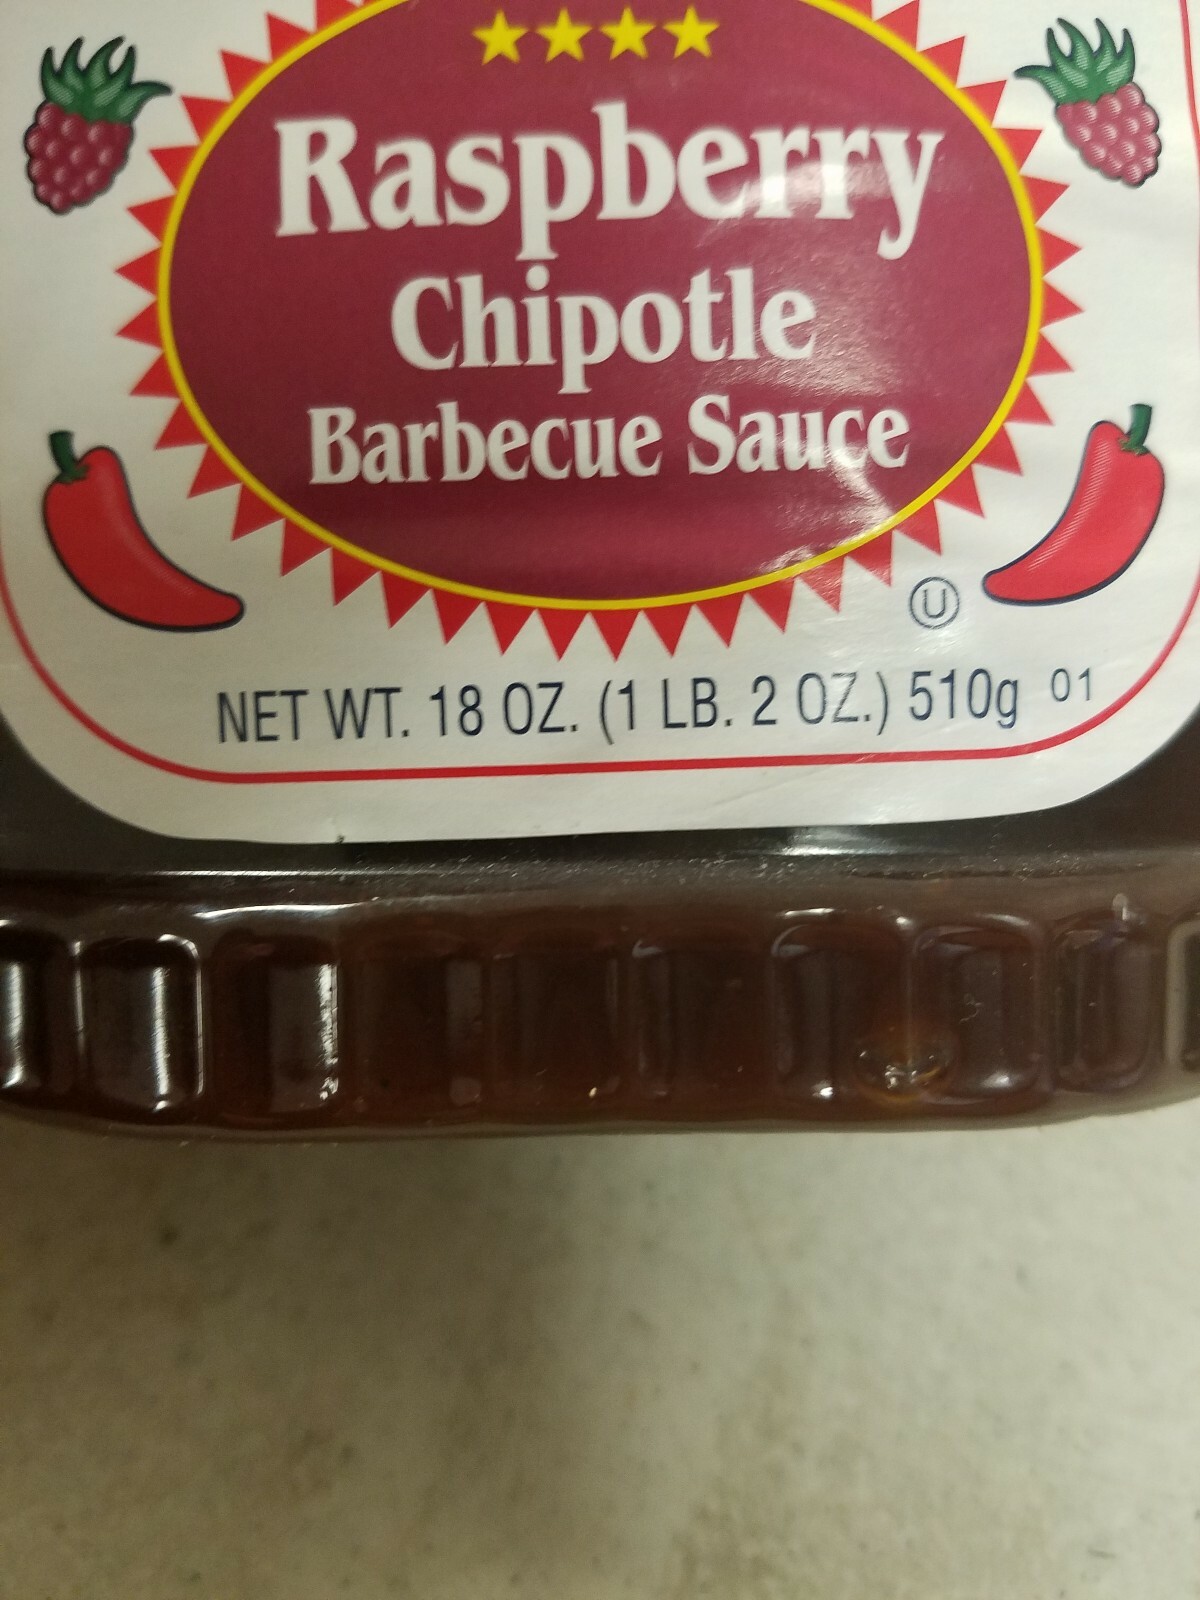 Raspberry
Chipotle
Barbecue Sauce
U
NET WT. 18 OZ. (1 LB. 2 OZ.) 510g 01